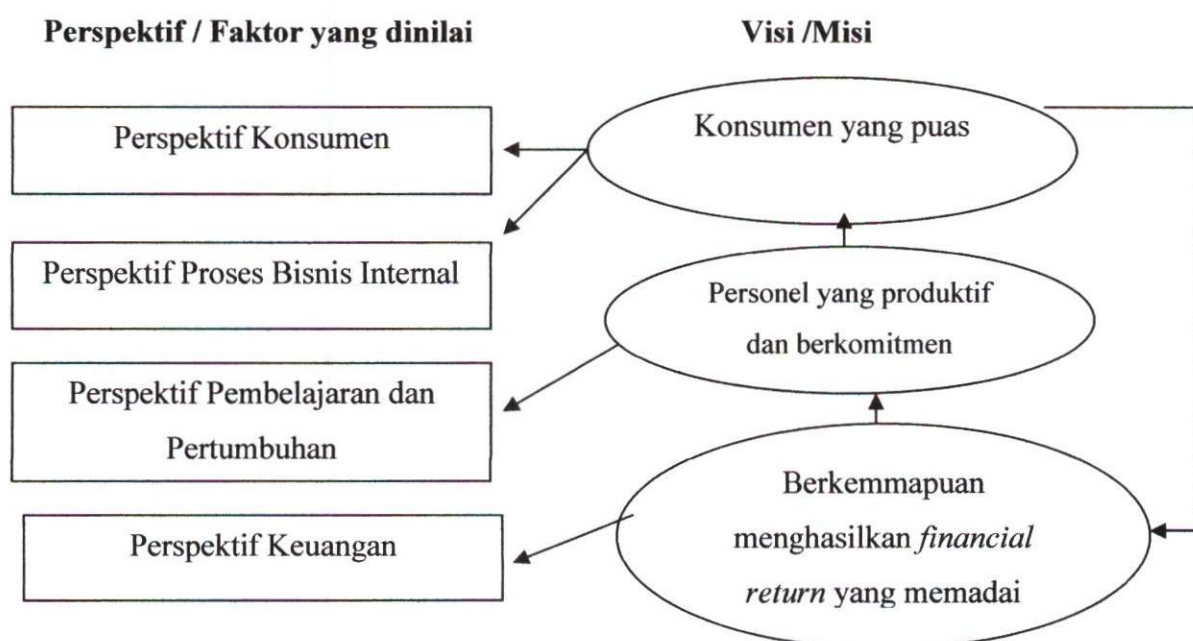 Perspektif / Faktor yang dinilai
Visi /Misi
Perspektif Konsumen
Perspektif Proses Bisnis Internal
Perspektif Pembelajaran dan
Pertumbuhan
Perspektif Keuangan
Konsumen yang puas
Personel yang produktif
dan berkomitmen
Berkemmapuan
menghasilkan financial
return yang memadai